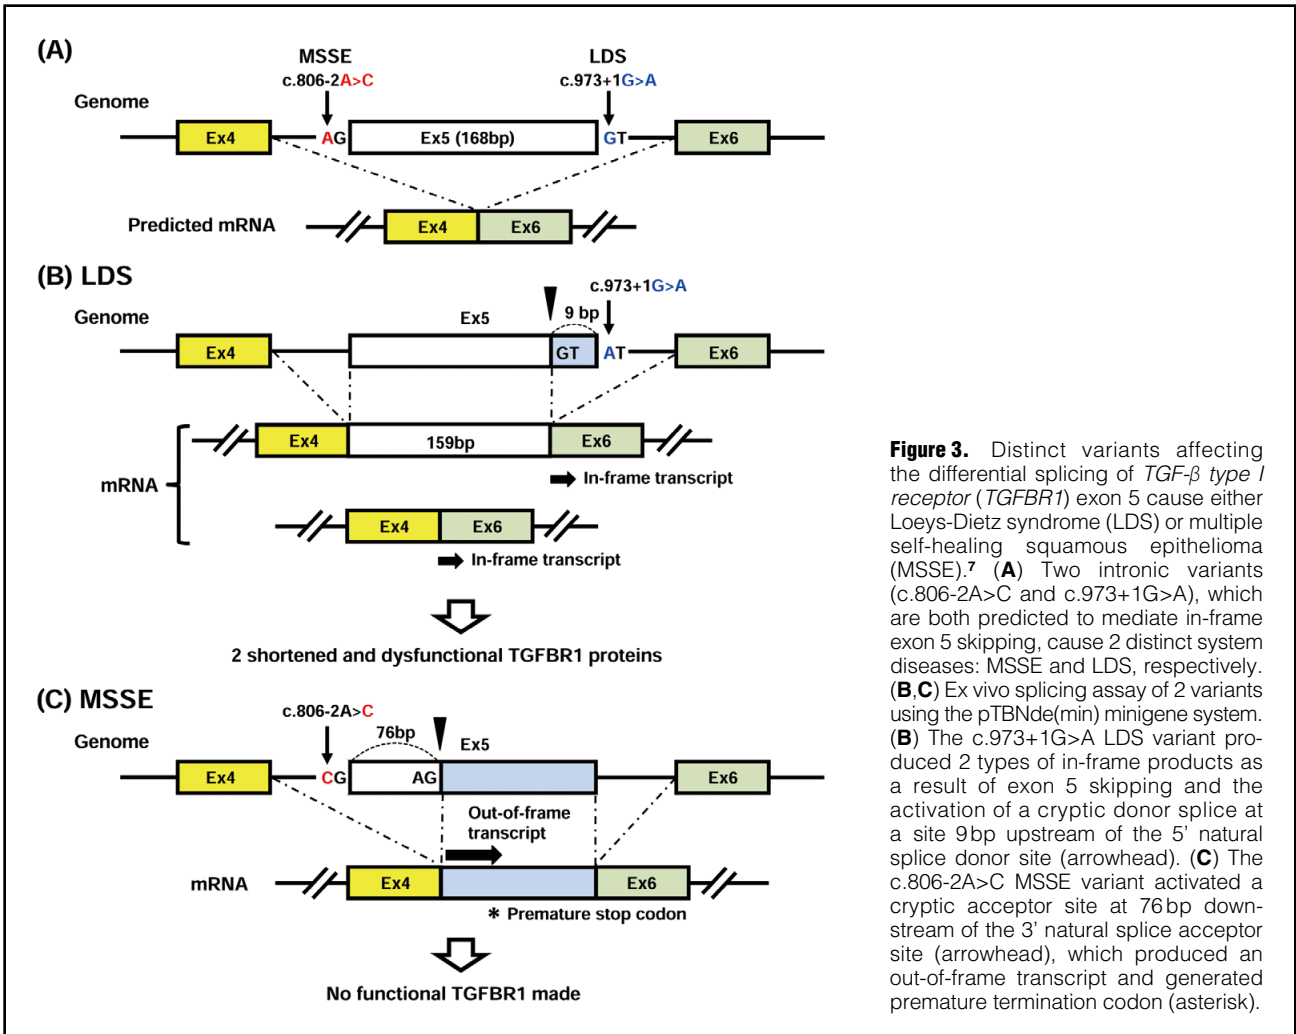 (A)
MSSE
LDS
c.806-2A>C
c.973+1G>A
Genome
Ex4
AG
Ex5 (168bp)
GT
Ex6
Predicted mRNA
Ex4
Ex6
(B) LDS
c.973+1G>A
Genome
Ex5
9 bp
Ex4
GT
AT
Ex6
mRNA
Ex4
159bp
Ex6
In-frame transcript
Ex4
Ex6
In-frame transcript
2 shortened and dysfunctional TGFBR1 proteins
(C) MSSE
c.806-2A>C
Genome
76bp
Ex5
Ex4
CG
AG
Ex6
Out-of-frame
transcript
mRNA
Ex4
Ex6
* Premature stop codon
No functional TGFBR1 made
Figure 3. Distinct variants affecting
the differential splicing of TGF-β type I
receptor (TGFBR1) exon 5 cause either
Loeys-Dietz syndrome (LDS) or multiple
self-healing squamous epithelioma
(MSSE).⁷ (A) Two intronic variants
(c.806-2A>C and c.973+1G>A), which
are both predicted to mediate in-frame
exon 5 skipping, cause 2 distinct system
diseases: MSSE and LDS, respectively.
(B,C) Ex vivo splicing assay of 2 variants
using the pTBNde(min) minigene system.
(B) The c.973+1G>A LDS variant pro-
duced 2 types of in-frame products as
a result of exon 5 skipping and the
activation of a cryptic donor splice at
a site 9 bp upstream of the 5' natural
splice donor site (arrowhead). (C) The
c.806-2A>C MSSE variant activated a
cryptic acceptor site at 76 bp down-
stream of the 3' natural splice acceptor
site (arrowhead), which produced an
out-of-frame transcript and generated
premature termination codon (asterisk).